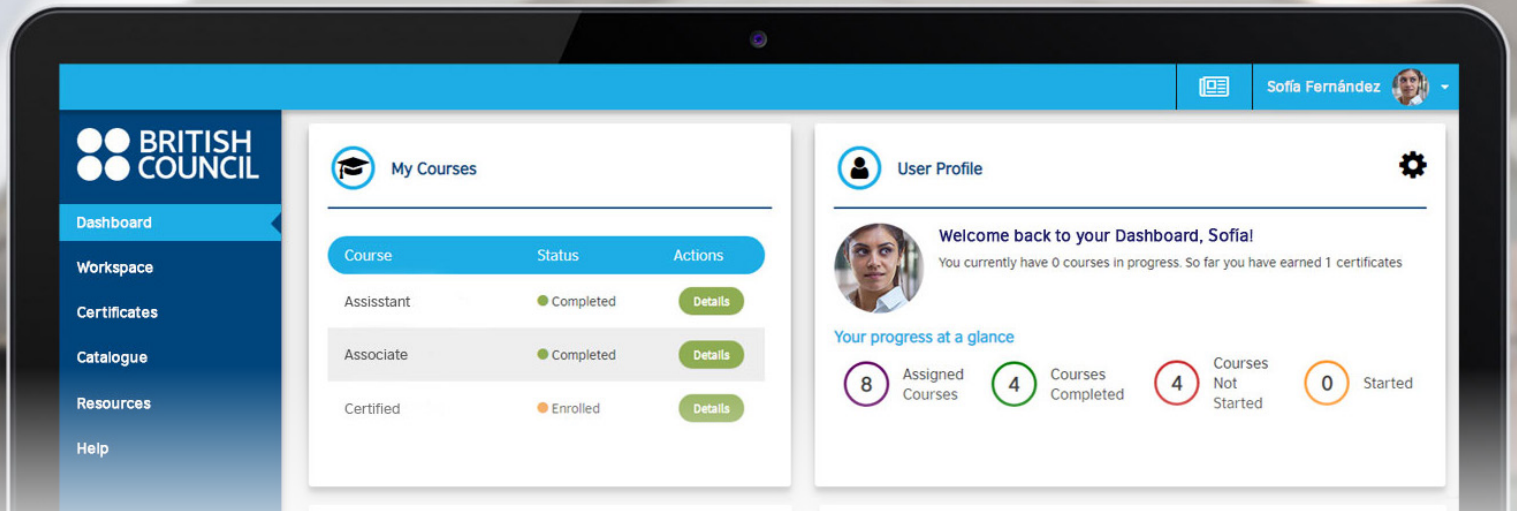 Sofía Fernández
BRITISH
COUNCIL
Dashboard
Workspace
Certificates
Catalogue
Resources
Help
My Courses
Course Status Actions
Assisstant Completed Details
Associate Completed Details
Certified Enrolled Details
User Profile
Welcome back to your Dashboard, Sofía!
You currently have 0 courses in progress. So far you have earned 1 certificates
Your progress at a glance
8 Assigned
Courses
4 Courses
Completed
4 Courses
Not
Started
0 Started